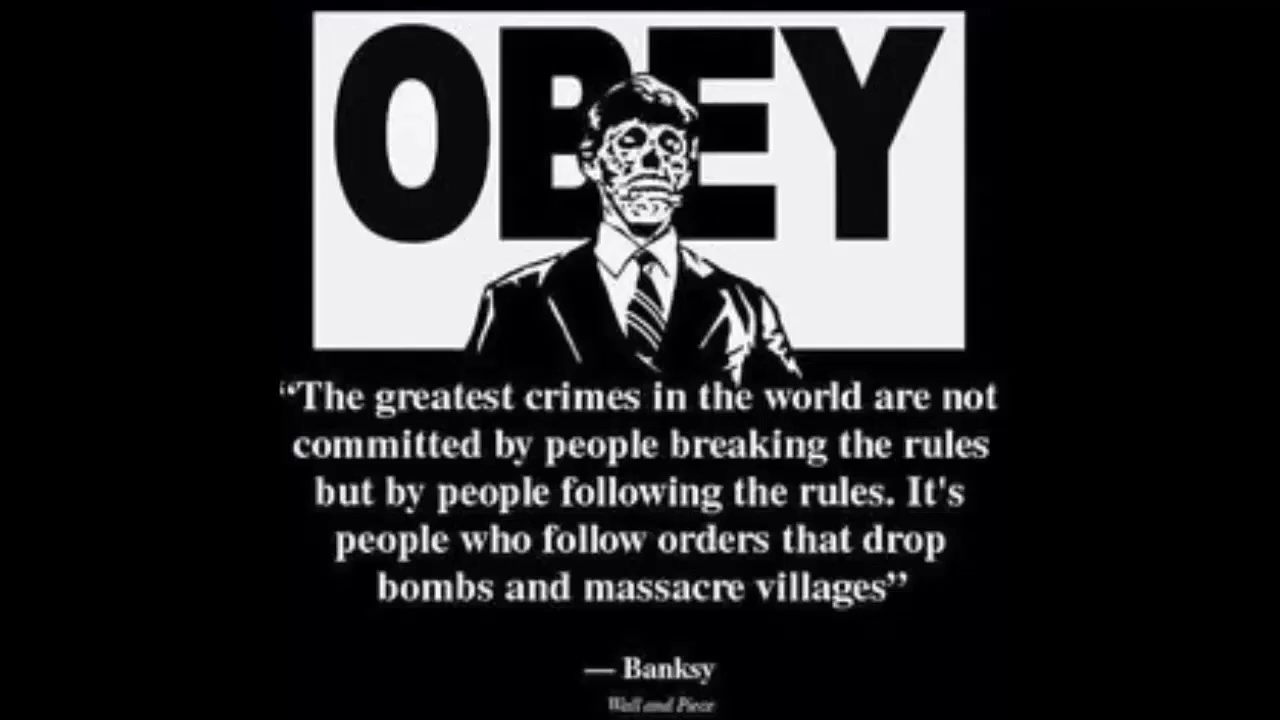 OBEY
“The greatest crimes in the world are not
committed by people breaking the rules
but by people following the rules. It's
people who follow orders that drop
bombs and massacre villages”
— Banksy
Wall and Piece